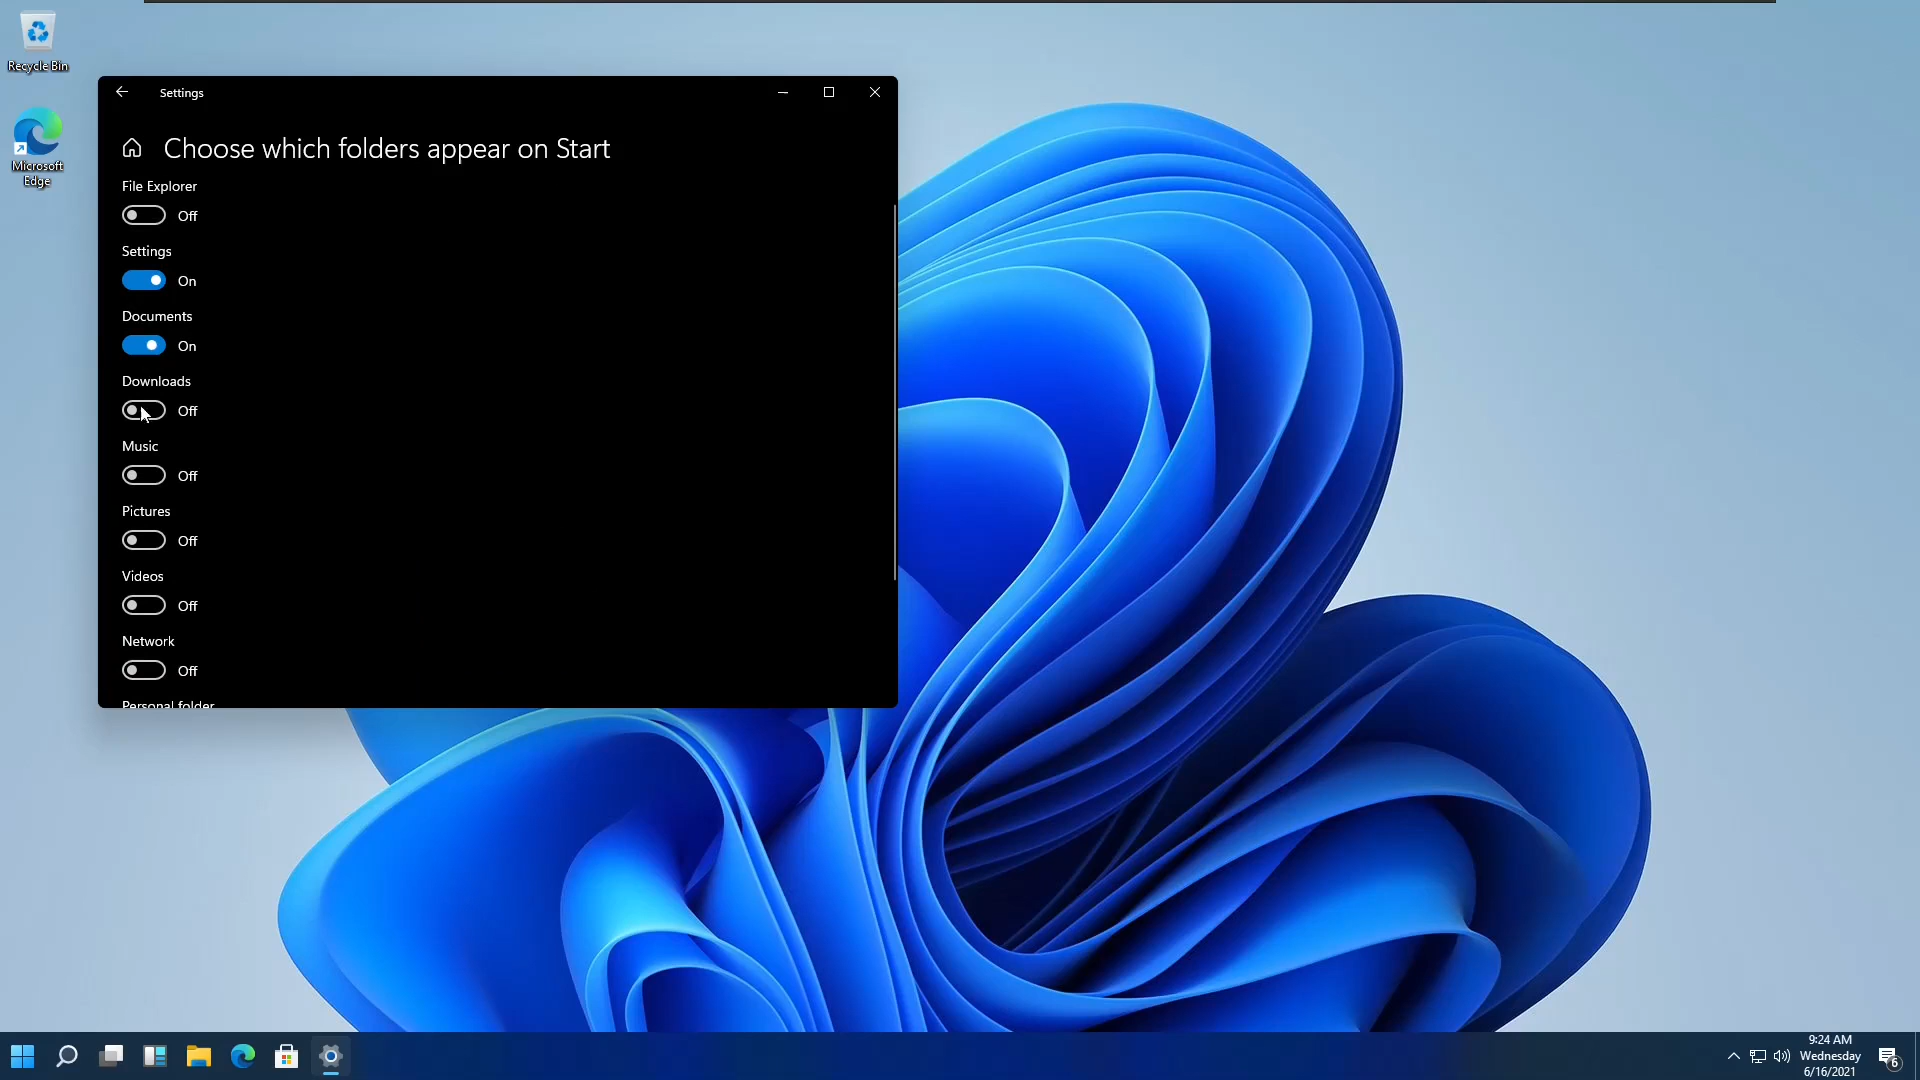 Recycle Bin
Microsoft
Edge
Settings
Choose which folders appear on Start
File Explorer
Off
Settings
On
Documents
On
Downloads
Off
Music
Off
Pictures
Off
Videos
Off
Network
Off
Personal folder
9:24 AM
Wednesday
6/16/2021
6